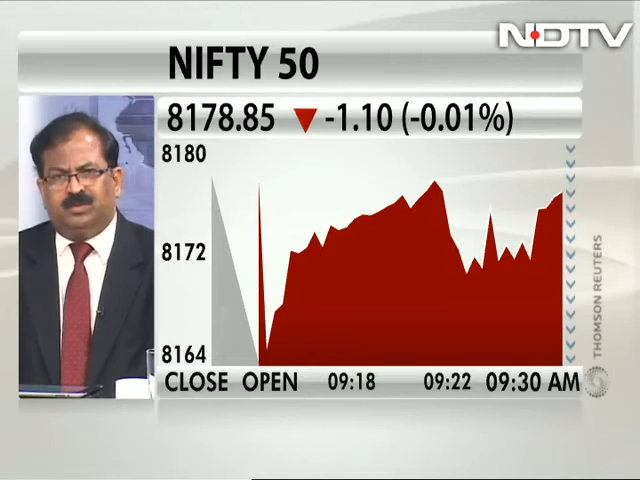 NDTV
NIFTY 50
8178.85 ▼ -1.10 (-0.01%)
8180
8172
8164
CLOSE OPEN 09:18 09:22 09:30 AM
THOMSON REUTERS